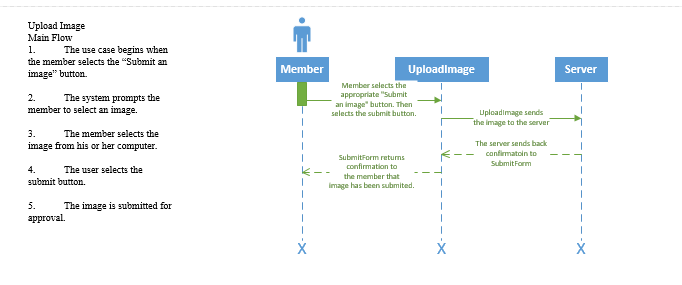 Upload Image
Main Flow
1. The use case begins when
the member selects the “Submit an
image” button.
2. The system prompts the
member to select an image.
3. The member selects the
image from his or her computer.
4. The user selects the
submit button.
5. The image is submitted for
approval.
Member
UploadImage
Server
Member selects the
appropriate "Submit
an image" button. Then
selects the submit button.
UploadImage sends
the image to the server
The server sends back
confirmatoin to
SubmitForm
SubmitForm returns
confirmation to
the member that
image has been submited.
X
X
X